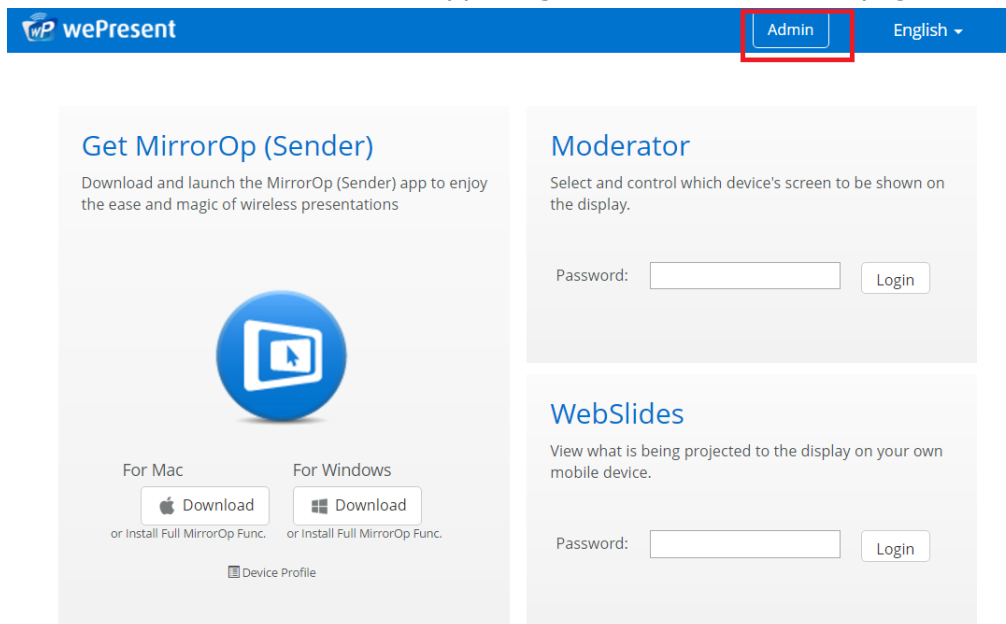 wePresent
Admin
English
Get MirrorOp (Sender)
Download and launch the MirrorOp (Sender) app to enjoy
the ease and magic of wireless presentations
For Mac
For Windows
Download
Download
or Install Full MirrorOp Func.
or Install Full MirrorOp Func.
Device Profile
Moderator
Select and control which device's screen to be shown on
the display.
Password:
Login
WebSlides
View what is being projected to the display on your own
mobile device.
Password:
Login